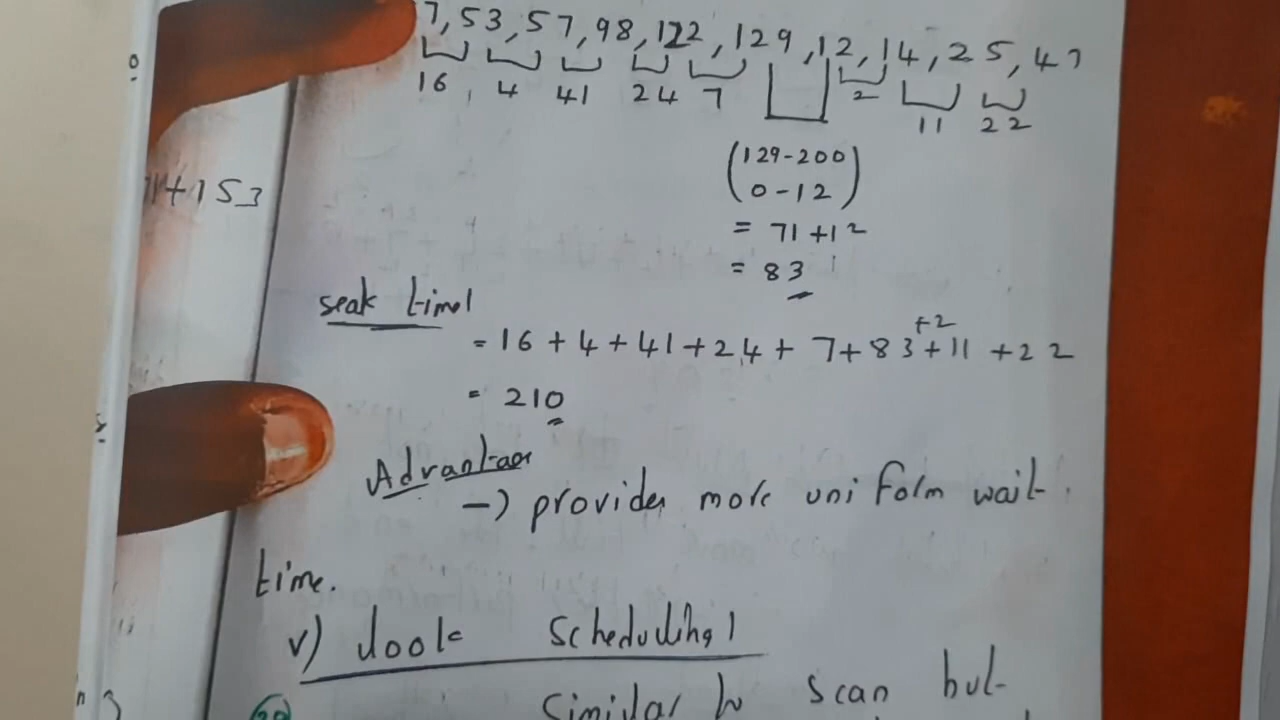 7, 53, 57, 98, 122, 129, 12, 14, 25, 47
16, 4 41 24 7 2
11 22
(129-200)
(0-12)
71+153
= 71+12
= 83
seak time
+2
= 16+4+41+24+7+83+11+22
= 210
Advantage
-> provides more uniform wait
time.
v) Look Scheduling
Similar to scan but